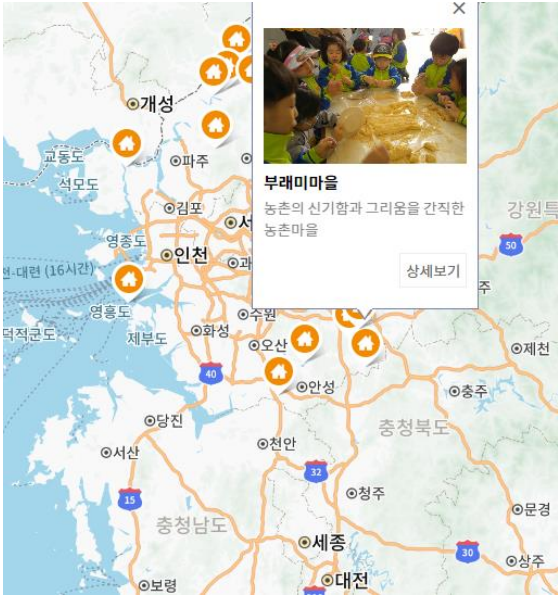 개성
교동도
석모도
파주
김포
서
영종도
인천
과
전-대련 (16시간)
영흥도
덕적군도
제부도
화성
수원
오산
40
안성
당진
서산
천안
32
15
충청남도
세종
대전
보령
×
부래미마을
농촌의 신기함과 그리움을 간직한
농촌마을
상세보기
강원특
50
주
제천
충주
충청북도
청주
문경
30
상주